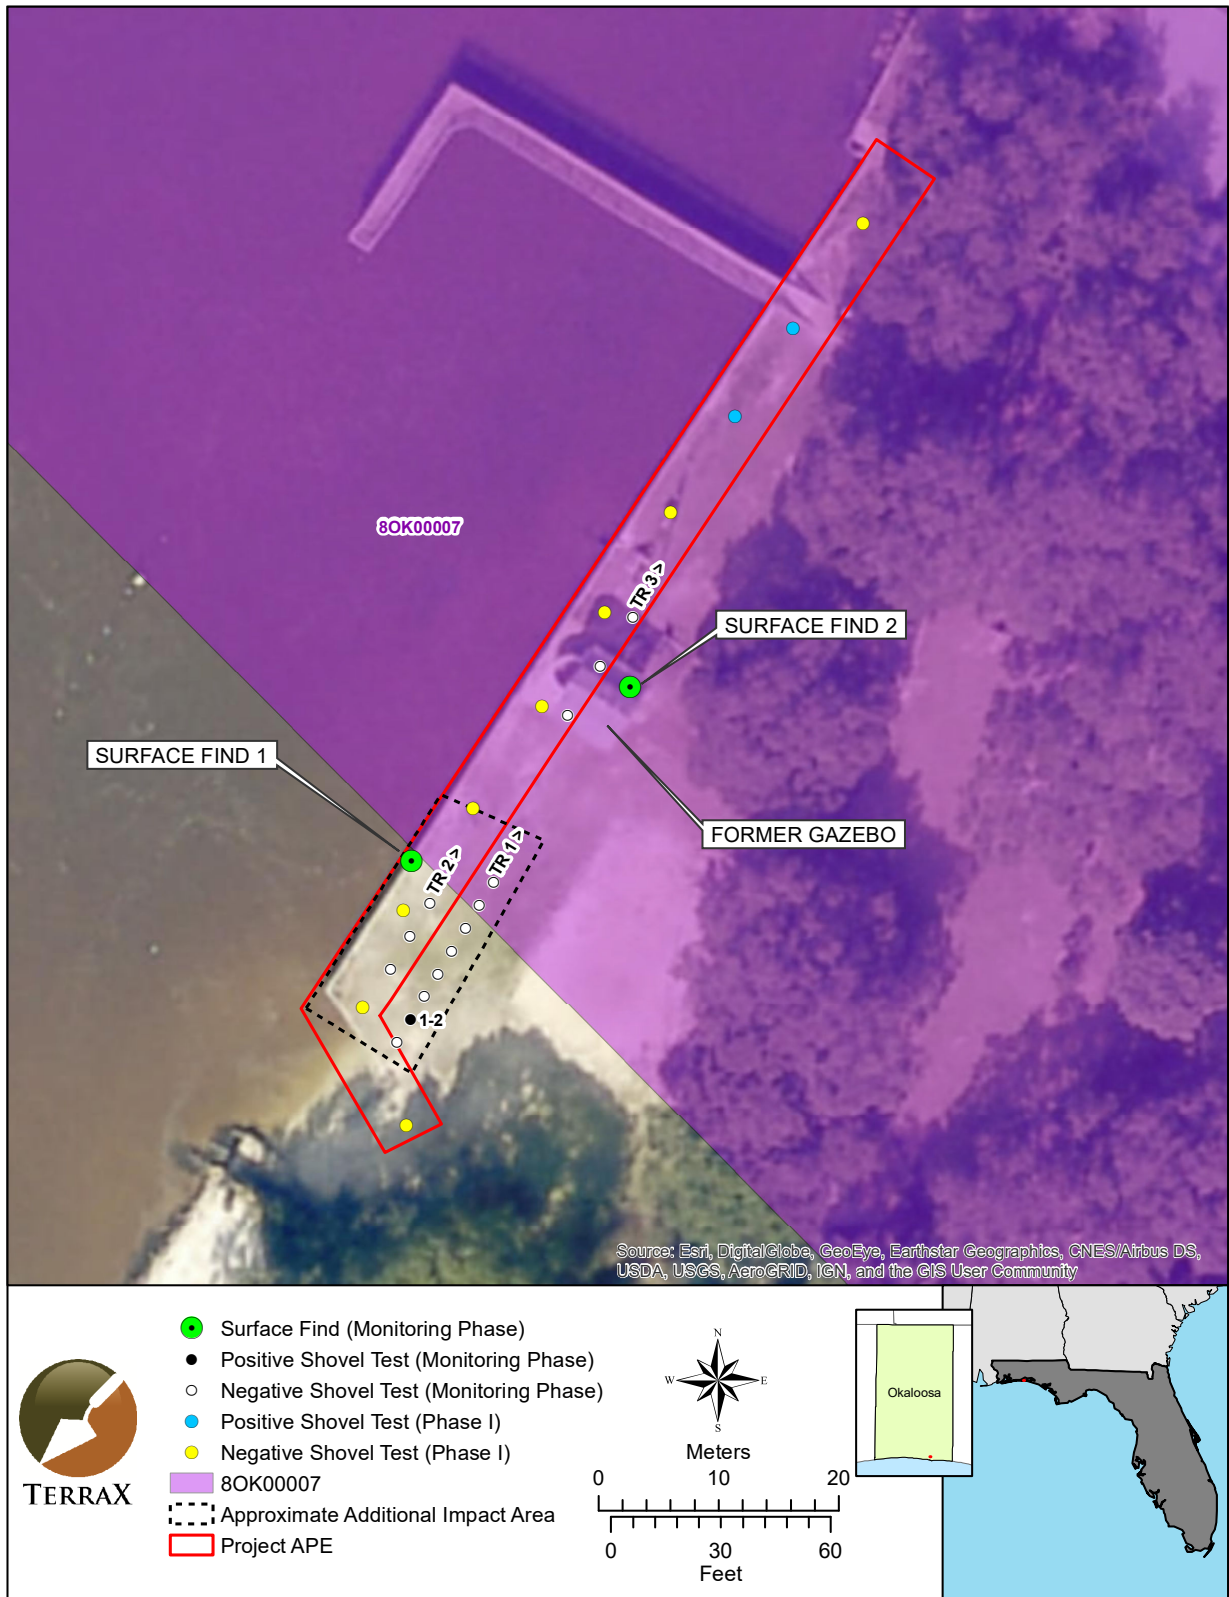 8OK00007
TR 3 >
SURFACE FIND 2
SURFACE FIND 1
FORMER GAZEBO
TR 2 >
TR 1 >
1-2
Source: Esri, DigitalGlobe, GeoEye, Earthstar Geographics, CNES/Airbus DS,
USDA, USGS, AeroGRID, IGN, and the GIS User Community
TERRAX
Surface Find (Monitoring Phase)
Positive Shovel Test (Monitoring Phase)
Negative Shovel Test (Monitoring Phase)
Positive Shovel Test (Phase I)
Negative Shovel Test (Phase I)
8OK00007
Approximate Additional Impact Area
Project APE
N
W E
S
Meters
0 10 20
0 30 60
Feet
Okaloosa